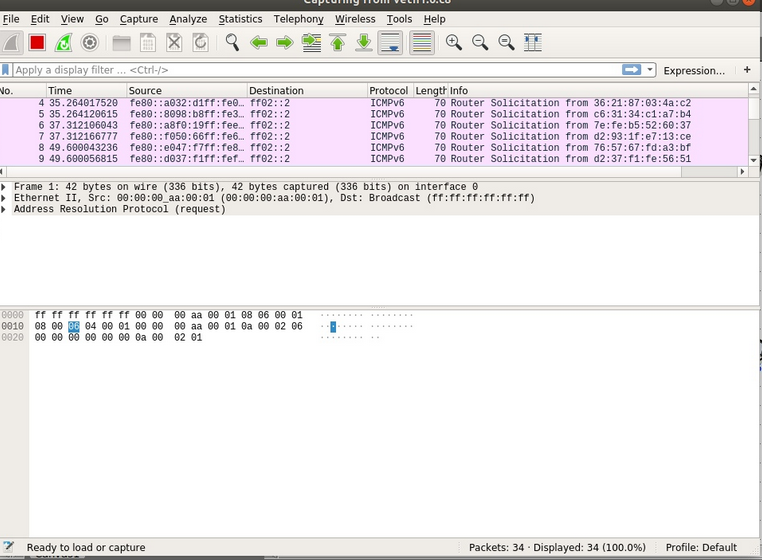 Capturing from veth1.0.c8
File Edit View Go Capture Analyze Statistics Telephony Wireless Tools Help
Apply a display filter ... <Ctrl-/> Expression... +
No. Time Source Destination Protocol Length Info
4 35.264017520 fe80::a032:d1ff:fe0… ff02::2 ICMPv6 70 Router Solicitation from 36:21:87:03:4a:c2
5 35.264120615 fe80::8098:b8ff:fe3… ff02::2 ICMPv6 70 Router Solicitation from c6:31:34:c1:a7:b4
6 37.312106043 fe80::a8f0:19ff:fee… ff02::2 ICMPv6 70 Router Solicitation from 7e:fe:b5:52:60:37
7 37.312166777 fe80::f050:66ff:fe… ff02::2 ICMPv6 70 Router Solicitation from d2:93:1f:e7:13:ce
8 49.600043236 fe80::e047:f7ff:fe8… ff02::2 ICMPv6 70 Router Solicitation from 76:57:67:fd:a3:bf
9 49.600056815 fe80::d037:f1ff:fef… ff02::2 ICMPv6 70 Router Solicitation from d2:37:f1:fe:56:51
Frame 1: 42 bytes on wire (336 bits), 42 bytes captured (336 bits) on interface 0
Ethernet II, Src: 00:00:00_aa:00:01 (00:00:00:aa:00:01), Dst: Broadcast (ff:ff:ff:ff:ff:ff)
Address Resolution Protocol (request)
0000 ff ff ff ff ff ff 00 00 00 aa 00 01 08 06 00 01 ········ ········
0010 08 00 06 04 00 01 00 00 00 aa 00 01 0a 00 02 06 ········ ········
0020 00 00 00 00 00 00 0a 00 02 01 ········ ··
Ready to load or capture Packets: 34 · Displayed: 34 (100.0%) Profile: Default